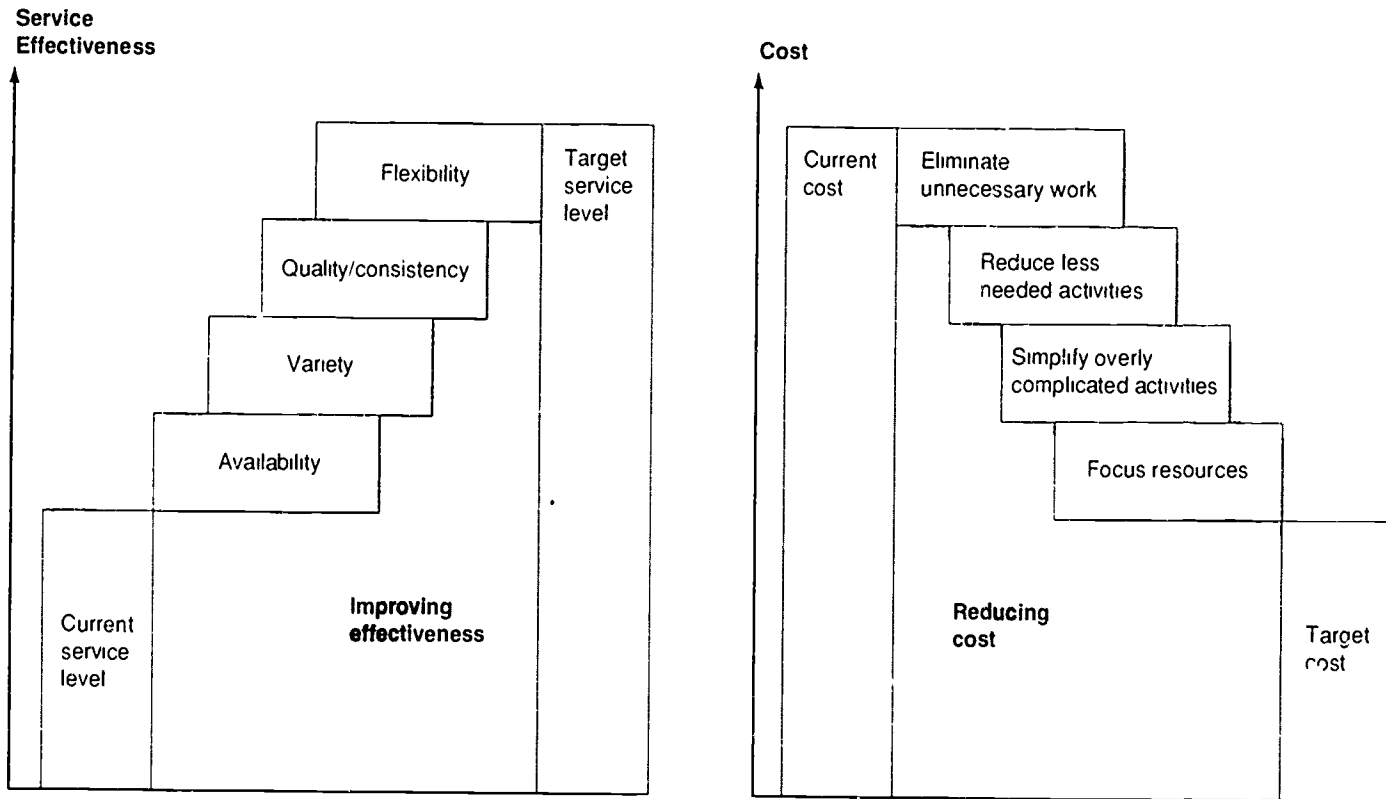 Service
Effectiveness
Flexibility
Target
service
level
Quality/consistency
Variety
Availability
Improving
effectiveness
Current
service
level
Cost
Current
cost
Eliminate
unnecessary work
Reduce less
needed activities
Simplify overly
complicated activities
Focus resources
Reducing
cost
Target
cost